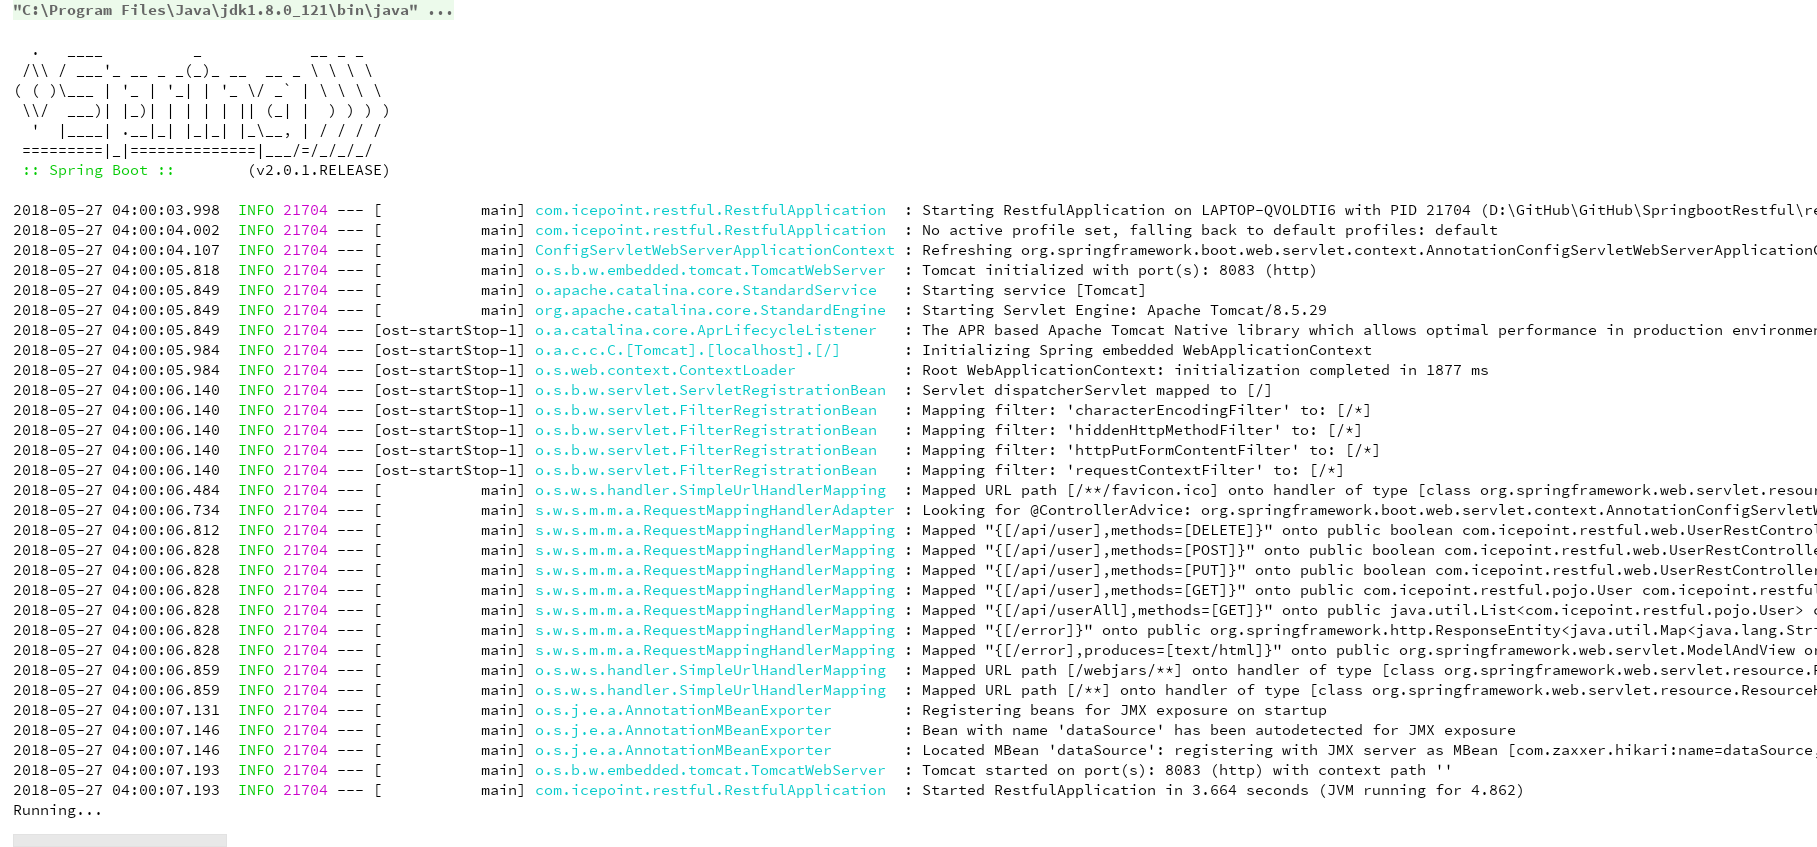 "C:\Program Files\Java\jdk1.8.0_121\bin\java" ...
  .   ____          _            __ _ _
 /\\ / ___'_ __ _ _(_)_ __  __ _ \ \ \ \
( ( )\___ | '_ | '_| | '_ \/ _` | \ \ \ \
 \\/  ___)| |_)| | | | | || (_| |  ) ) ) )
  '  |____| .__|_| |_|_| |_\__, | / / / /
 =========|_|==============|___/=/_/_/_/
 :: Spring Boot ::        (v2.0.1.RELEASE)
2018-05-27 04:00:03.998  INFO 21704 --- [           main] com.icepoint.restful.RestfulApplication  : Starting RestfulApplication on LAPTOP-QVOLDTI6 with PID 21704 (D:\GitHub\GitHub\SpringbootRestful\re
2018-05-27 04:00:04.002  INFO 21704 --- [           main] com.icepoint.restful.RestfulApplication  : No active profile set, falling back to default profiles: default
2018-05-27 04:00:04.107  INFO 21704 --- [           main] ConfigServletWebServerApplicationContext : Refreshing org.springframework.boot.web.servlet.context.AnnotationConfigServletWebServerApplicationC
2018-05-27 04:00:05.818  INFO 21704 --- [           main] o.s.b.w.embedded.tomcat.TomcatWebServer  : Tomcat initialized with port(s): 8083 (http)
2018-05-27 04:00:05.849  INFO 21704 --- [           main] o.apache.catalina.core.StandardService   : Starting service [Tomcat]
2018-05-27 04:00:05.849  INFO 21704 --- [           main] org.apache.catalina.core.StandardEngine  : Starting Servlet Engine: Apache Tomcat/8.5.29
2018-05-27 04:00:05.849  INFO 21704 --- [ost-startStop-1] o.a.catalina.core.AprLifecycleListener   : The APR based Apache Tomcat Native library which allows optimal performance in production environmen
2018-05-27 04:00:05.984  INFO 21704 --- [ost-startStop-1] o.a.c.c.C.[Tomcat].[localhost].[/]       : Initializing Spring embedded WebApplicationContext
2018-05-27 04:00:05.984  INFO 21704 --- [ost-startStop-1] o.s.web.context.ContextLoader            : Root WebApplicationContext: initialization completed in 1877 ms
2018-05-27 04:00:06.140  INFO 21704 --- [ost-startStop-1] o.s.b.w.servlet.ServletRegistrationBean  : Servlet dispatcherServlet mapped to [/]
2018-05-27 04:00:06.140  INFO 21704 --- [ost-startStop-1] o.s.b.w.servlet.FilterRegistrationBean   : Mapping filter: 'characterEncodingFilter' to: [/*]
2018-05-27 04:00:06.140  INFO 21704 --- [ost-startStop-1] o.s.b.w.servlet.FilterRegistrationBean   : Mapping filter: 'hiddenHttpMethodFilter' to: [/*]
2018-05-27 04:00:06.140  INFO 21704 --- [ost-startStop-1] o.s.b.w.servlet.FilterRegistrationBean   : Mapping filter: 'httpPutFormContentFilter' to: [/*]
2018-05-27 04:00:06.140  INFO 21704 --- [ost-startStop-1] o.s.b.w.servlet.FilterRegistrationBean   : Mapping filter: 'requestContextFilter' to: [/*]
2018-05-27 04:00:06.484  INFO 21704 --- [           main] o.s.w.s.handler.SimpleUrlHandlerMapping  : Mapped URL path [/**/favicon.ico] onto handler of type [class org.springframework.web.servlet.resour
2018-05-27 04:00:06.734  INFO 21704 --- [           main] s.w.s.m.m.a.RequestMappingHandlerAdapter : Looking for @ControllerAdvice: org.springframework.boot.web.servlet.context.AnnotationConfigServletW
2018-05-27 04:00:06.812  INFO 21704 --- [           main] s.w.s.m.m.a.RequestMappingHandlerMapping : Mapped "{[/api/user],methods=[DELETE]}" onto public boolean com.icepoint.restful.web.UserRestControl
2018-05-27 04:00:06.828  INFO 21704 --- [           main] s.w.s.m.m.a.RequestMappingHandlerMapping : Mapped "{[/api/user],methods=[POST]}" onto public boolean com.icepoint.restful.web.UserRestControlle
2018-05-27 04:00:06.828  INFO 21704 --- [           main] s.w.s.m.m.a.RequestMappingHandlerMapping : Mapped "{[/api/user],methods=[PUT]}" onto public boolean com.icepoint.restful.web.UserRestController
2018-05-27 04:00:06.828  INFO 21704 --- [           main] s.w.s.m.m.a.RequestMappingHandlerMapping : Mapped "{[/api/user],methods=[GET]}" onto public com.icepoint.restful.pojo.User com.icepoint.restful
2018-05-27 04:00:06.828  INFO 21704 --- [           main] s.w.s.m.m.a.RequestMappingHandlerMapping : Mapped "{[/api/userAll],methods=[GET]}" onto public java.util.List<com.icepoint.restful.pojo.User> c
2018-05-27 04:00:06.828  INFO 21704 --- [           main] s.w.s.m.m.a.RequestMappingHandlerMapping : Mapped "{[/error]}" onto public org.springframework.http.ResponseEntity<java.util.Map<java.lang.Stri
2018-05-27 04:00:06.828  INFO 21704 --- [           main] s.w.s.m.m.a.RequestMappingHandlerMapping : Mapped "{[/error],produces=[text/html]}" onto public org.springframework.web.servlet.ModelAndView or
2018-05-27 04:00:06.859  INFO 21704 --- [           main] o.s.w.s.handler.SimpleUrlHandlerMapping  : Mapped URL path [/webjars/**] onto handler of type [class org.springframework.web.servlet.resource.R
2018-05-27 04:00:06.859  INFO 21704 --- [           main] o.s.w.s.handler.SimpleUrlHandlerMapping  : Mapped URL path [/**] onto handler of type [class org.springframework.web.servlet.resource.ResourceH
2018-05-27 04:00:07.131  INFO 21704 --- [           main] o.s.j.e.a.AnnotationMBeanExporter        : Registering beans for JMX exposure on startup
2018-05-27 04:00:07.146  INFO 21704 --- [           main] o.s.j.e.a.AnnotationMBeanExporter        : Bean with name 'dataSource' has been autodetected for JMX exposure
2018-05-27 04:00:07.146  INFO 21704 --- [           main] o.s.j.e.a.AnnotationMBeanExporter        : Located MBean 'dataSource': registering with JMX server as MBean [com.zaxxer.hikari:name=dataSource,
2018-05-27 04:00:07.193  INFO 21704 --- [           main] o.s.b.w.embedded.tomcat.TomcatWebServer  : Tomcat started on port(s): 8083 (http) with context path ''
2018-05-27 04:00:07.193  INFO 21704 --- [           main] com.icepoint.restful.RestfulApplication  : Started RestfulApplication in 3.664 seconds (JVM running for 4.862)
Running...